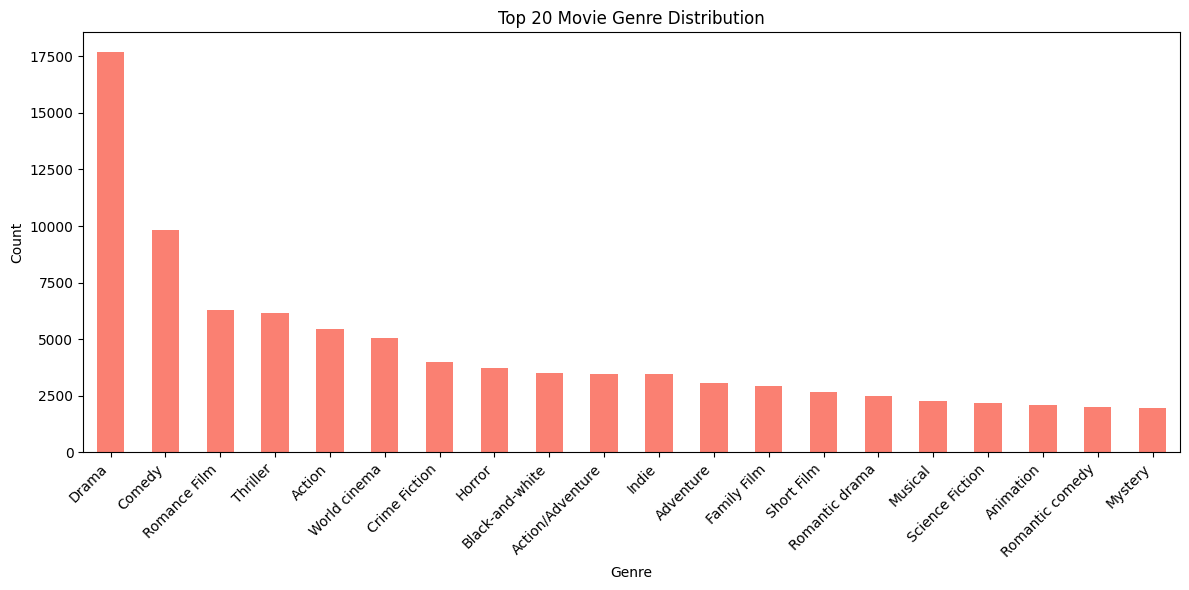 Top 20 Movie Genre Distribution
17500
15000
12500
10000
7500
5000
2500
0
Count
Drama
Comedy
Romance Film
Thriller
Action
World cinema
Crime Fiction
Horror
Black-and-white
Action/Adventure
Indie
Adventure
Family Film
Short Film
Romantic drama
Musical
Science Fiction
Animation
Romantic comedy
Mystery
Genre